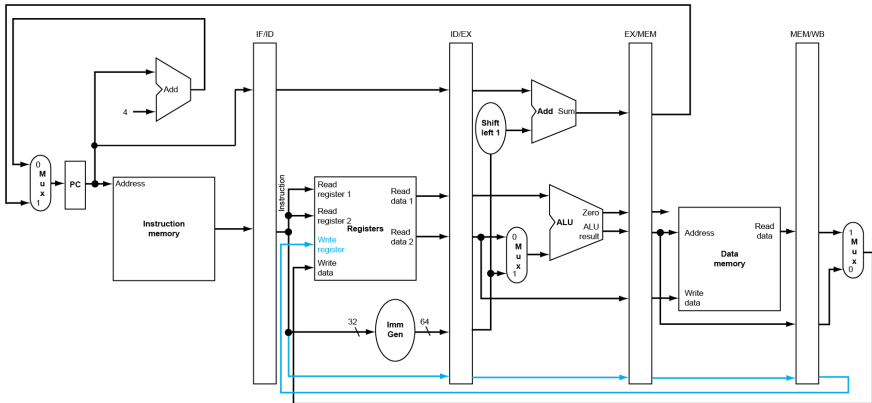 IF/ID
ID/EX
EX/MEM
MEM/WB
Add
4
Add Sum
Shift
left 1
0
M
u
x
1
PC
Address
Instruction
memory
Instruction
Read
register 1
Read
register 2
Write
register
Write
data
Registers
Read
data 1
Read
data 2
0
M
u
x
1
Zero
ALU
ALU
result
Address
Read
data
Data
memory
Write
data
1
M
u
x
0
32
Imm
Gen
64